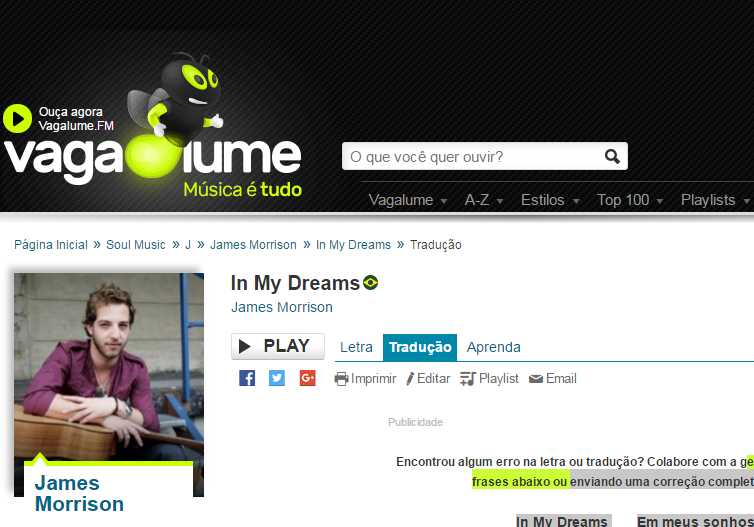 Ouça agora
Vagalume.FM
vagalume
Música é tudo
O que você quer ouvir?
Vagalume A-Z Estilos Top 100 Playlists
Página Inicial » Soul Music » J » James Morrison » In My Dreams » Tradução
In My Dreams
James Morrison
PLAY Letra Tradução Aprenda
Imprimir Editar Playlist Email
Publicidade
Encontrou algum erro na letra ou tradução? Colabore com a ge
frases abaixo ou enviando uma correção complet
In My Dreams Em meus sonhos
James
Morrison